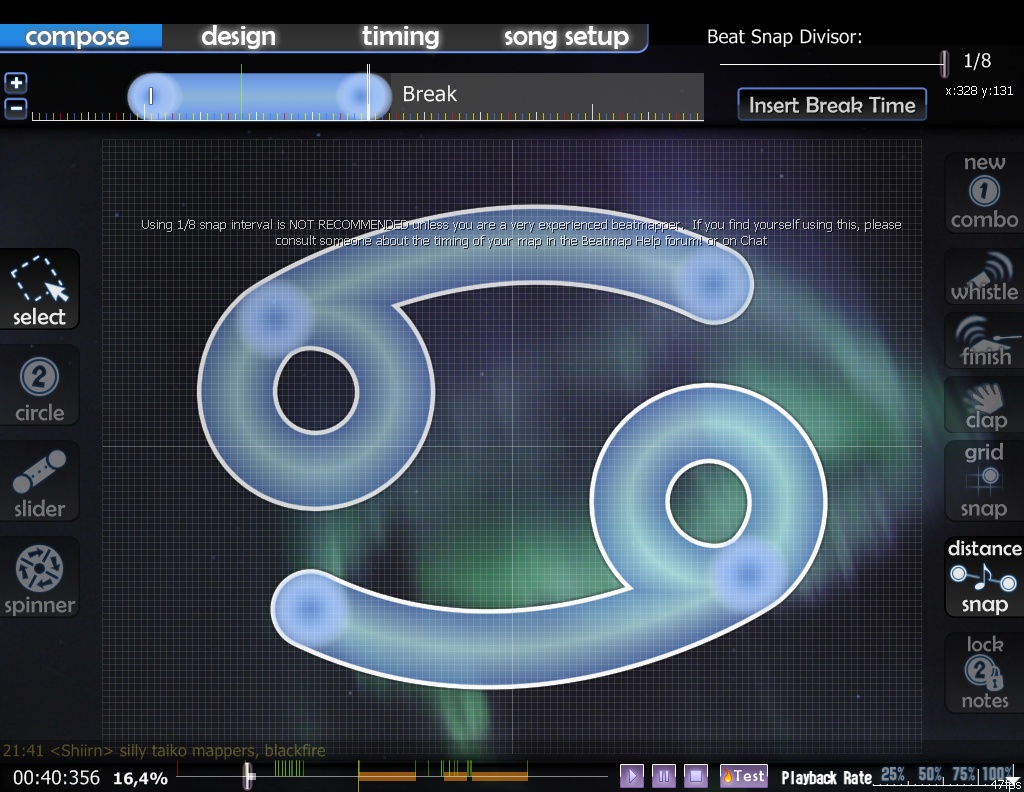 compose design timing song setup
Beat Snap Divisor:
1/8
x:328 y:131
Break
Insert Break Time
Using 1/8 snap interval is NOT RECOMMENDED unless you are a very experienced beatmapper. If you find yourself using this, please
consult someone about the timing of your map in the Beatmap Help forum! or on Chat
select
2
circle
slider
spinner
new
1
combo
whistle
finish
clap
grid
snap
distance
snap
lock
2
1
notes
21:41 <Shiirn> silly taiko mappers, blackfire
00:40:356 16,4%
Test
Playback Rate 25% 50% 75% 100%
47fps